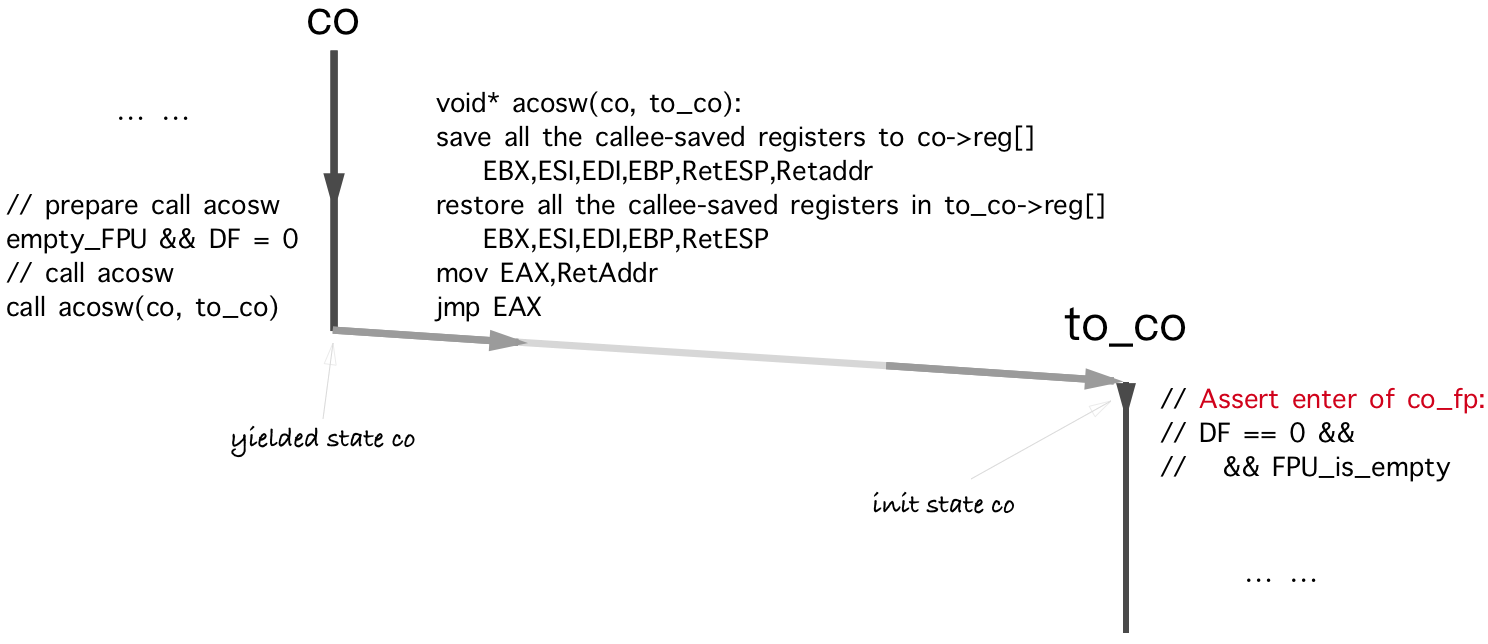 co
... ...
// prepare call acosw
empty_FPU && DF = 0
// call acosw
call acosw(co, to_co)
void* acosw(co, to_co):
save all the callee-saved registers to co->reg[]
EBX,ESI,EDI,EBP,RetESP,Retaddr
restore all the callee-saved registers in to_co->reg[]
EBX,ESI,EDI,EBP,RetESP
mov EAX,RetAddr
jmp EAX
yielded state co
to_co
// Assert enter of co_fp:
// DF == 0 &&
// && FPU_is_empty
init state co
... ...